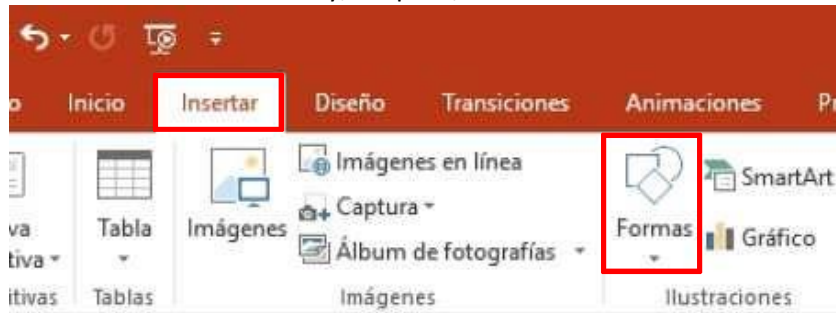 Inicio Insertar Diseño Transiciones Animaciones
Imágenes en línea
SmartArt
Captura
Tabla Imágenes Formas
Gráfico
Álbum de fotografías
Tablas Imágenes Ilustraciones